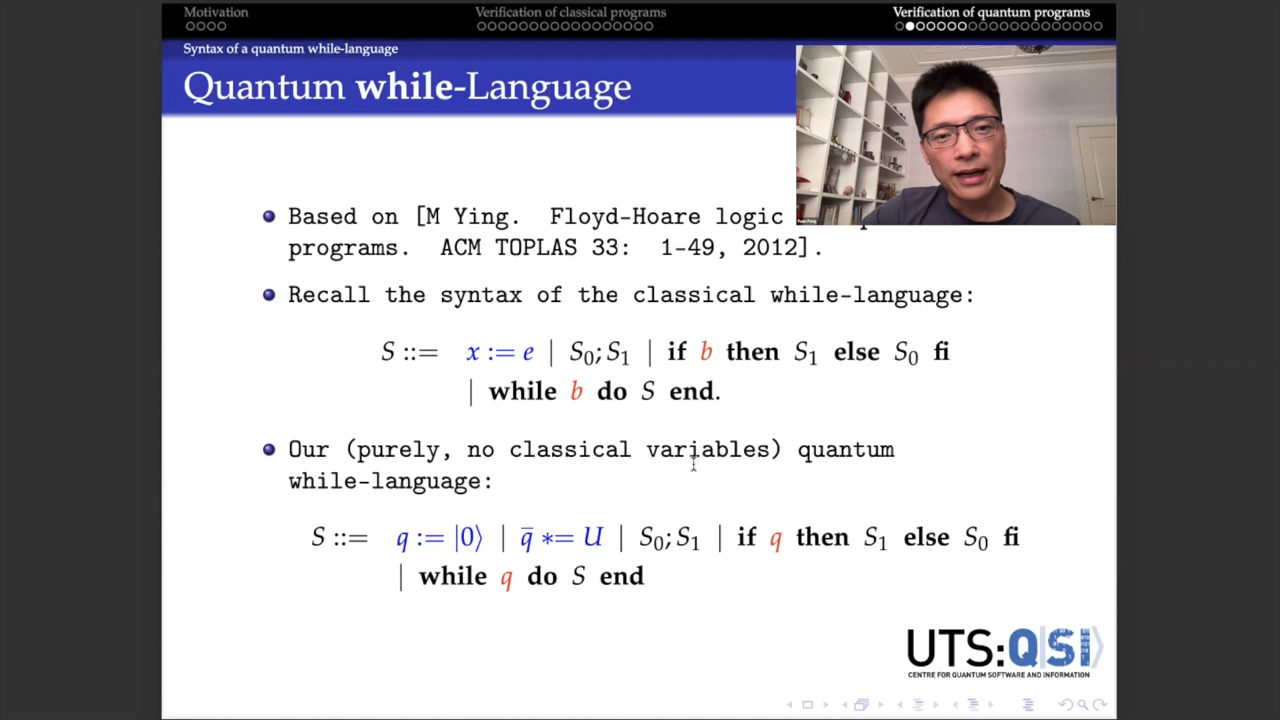 Motivation
Verification of classical programs
Verification of quantum programs
Syntax of a quantum while-language
Quantum while-Language
Based on [M Ying. Floyd-Hoare logic
programs. ACM TOPLAS 33: 1-49, 2012].
Recall the syntax of the classical while-language:
S ::= x := e | S₀; S₁ | if b then S₁ else S₀ fi
| while b do S end.
Our (purely, no classical variables) quantum
while-language:
S ::= q := |0⟩ | q̄ *= U | S₀; S₁ | if q then S₁ else S₀ fi
| while q do S end
UTS:Q|SI⟩
CENTRE FOR QUANTUM SOFTWARE AND INFORMATION
Yuan Feng